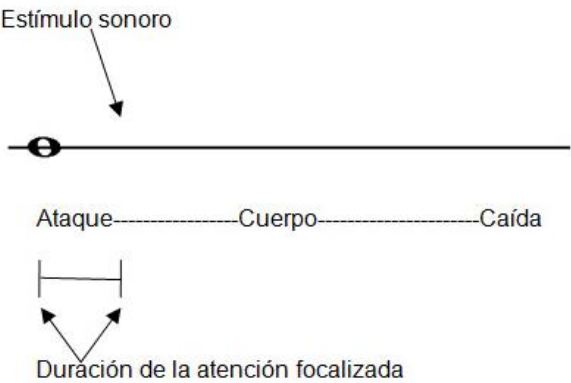 Estímulo sonoro
Ataque-----------------Cuerpo----------------------Caída
Duración de la atención focalizada